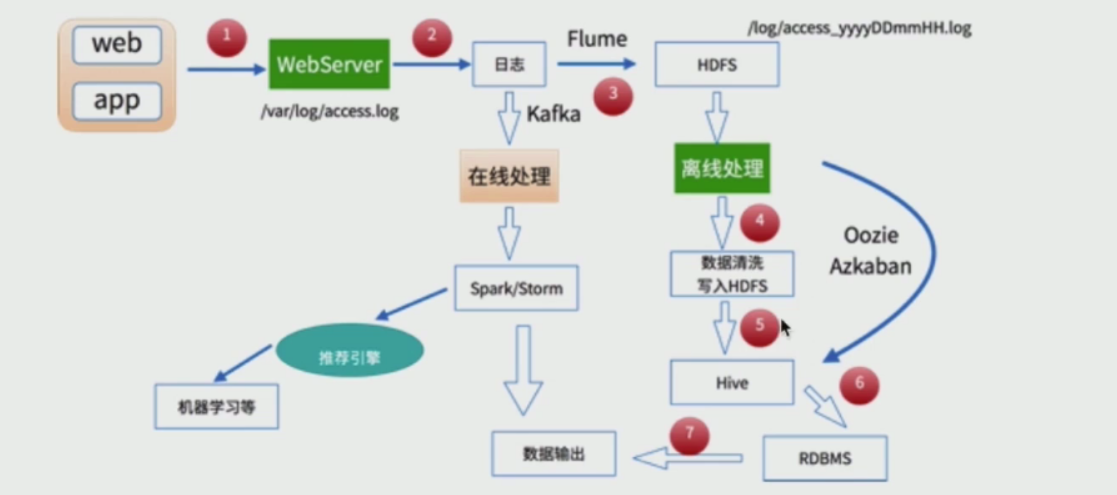 /log/access_yyyyDDmmHH.log
web
app
1
WebServer
/var/log/access.log
2
日志
Flume
3
HDFS
Kafka
在线处理
离线处理
4
Oozie
Azkaban
数据清洗
写入HDFS
Spark/Storm
5
推荐引擎
机器学习等
Hive
6
7
数据输出
RDBMS